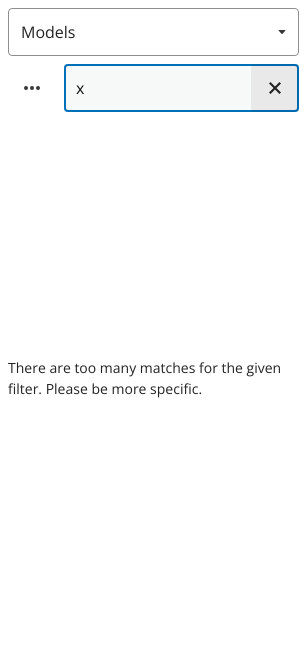 Models
x
There are too many matches for the given
filter. Please be more specific.